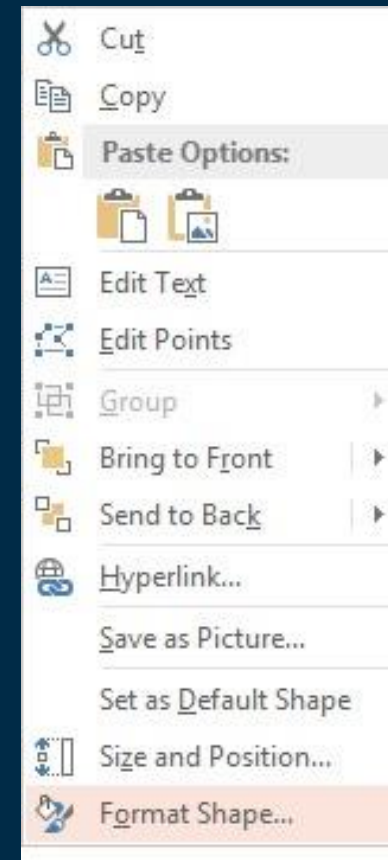 Cut
Copy
Paste Options:
Edit Text
Edit Points
Group
Bring to Front
Send to Back
Hyperlink...
Save as Picture...
Set as Default Shape
Size and Position...
Format Shape...